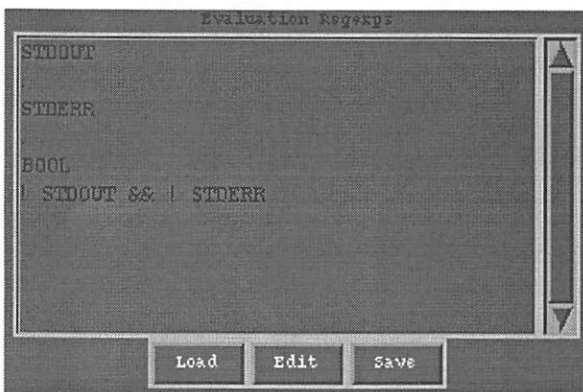 Evaluation Regexps
STDOUT
.
STDERR
.
BOOL
! STDOUT && ! STDERR
Load Edit Save